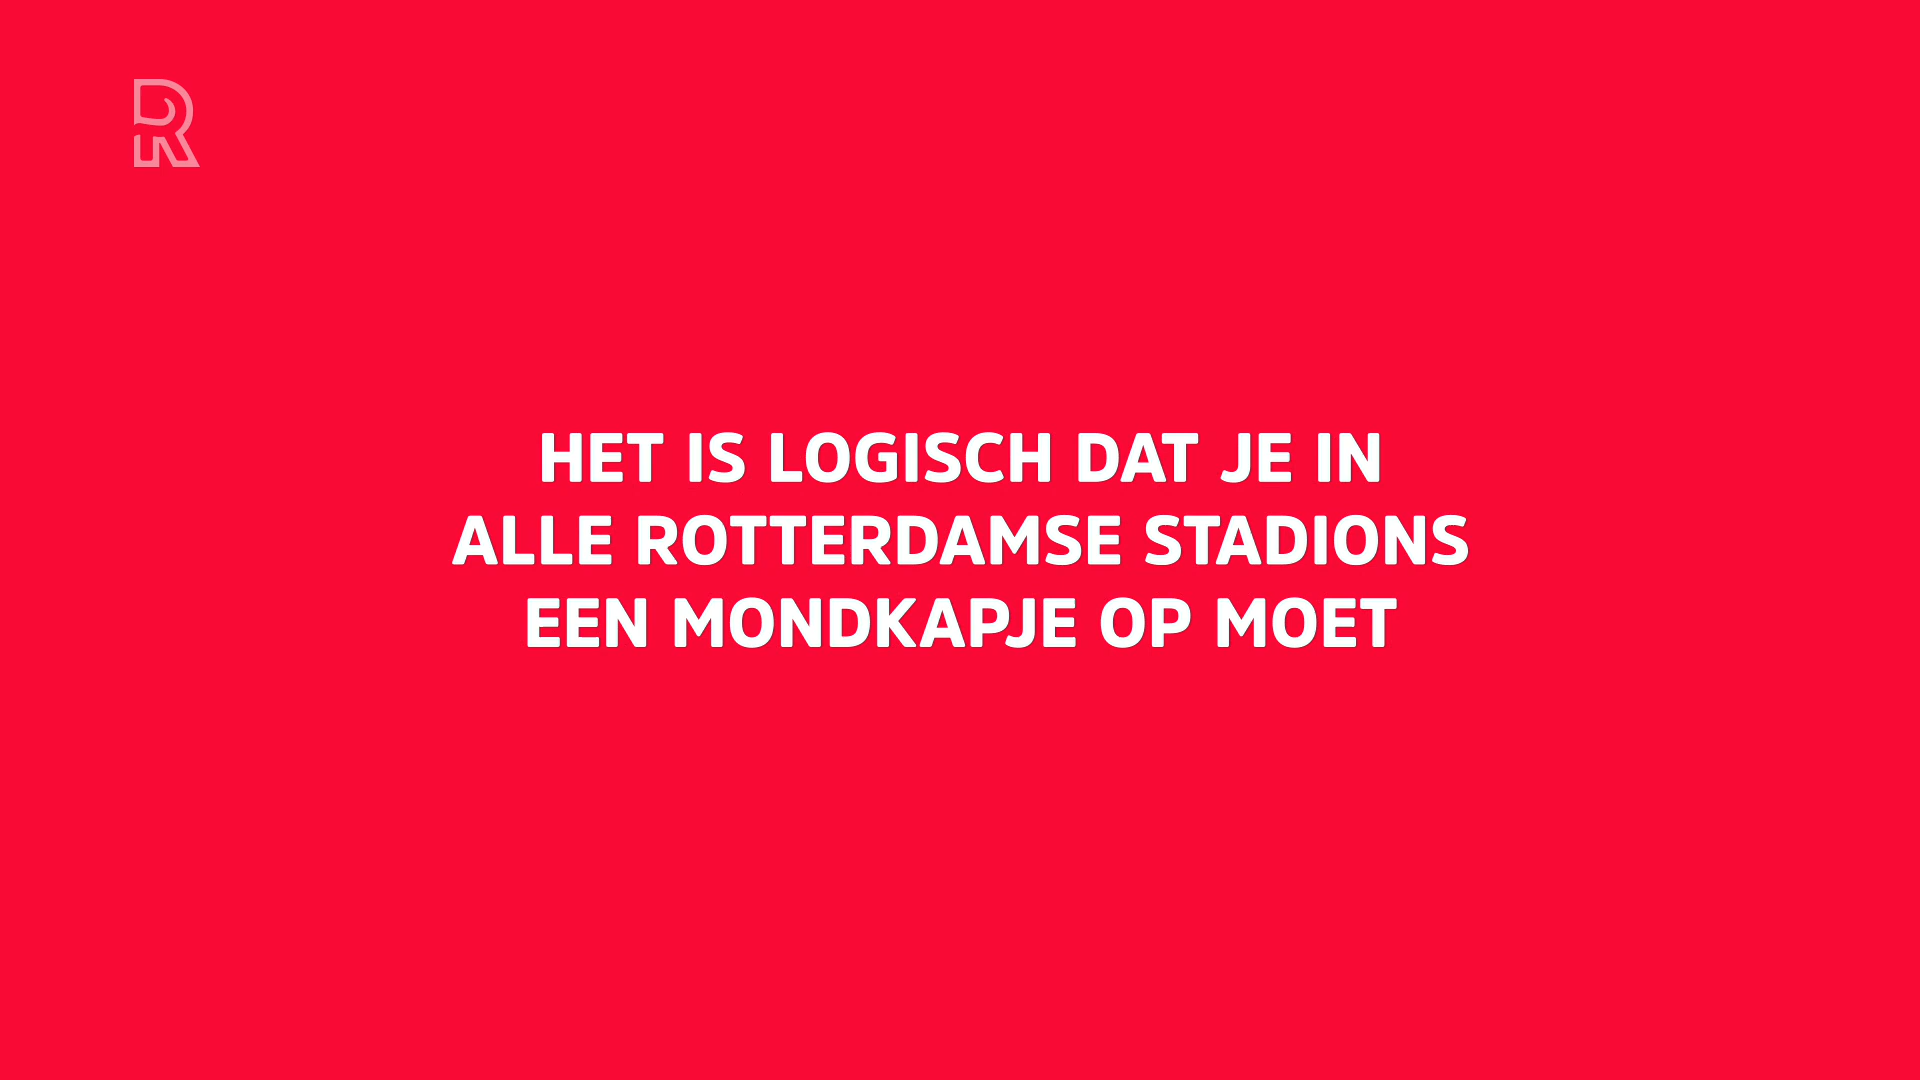 R
HET IS LOGISCH DAT JE IN
ALLE ROTTERDAMSE STADIONS
EEN MONDKAPJE OP MOET